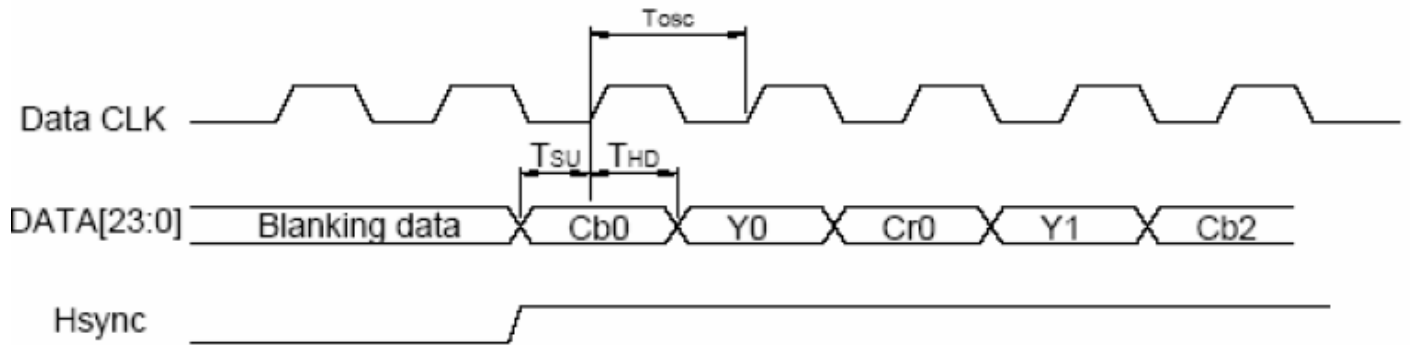 Tosc
Data CLK
TSU THD
DATA[23:0] Blanking data Cb0 Y0 Cr0 Y1 Cb2
Hsync